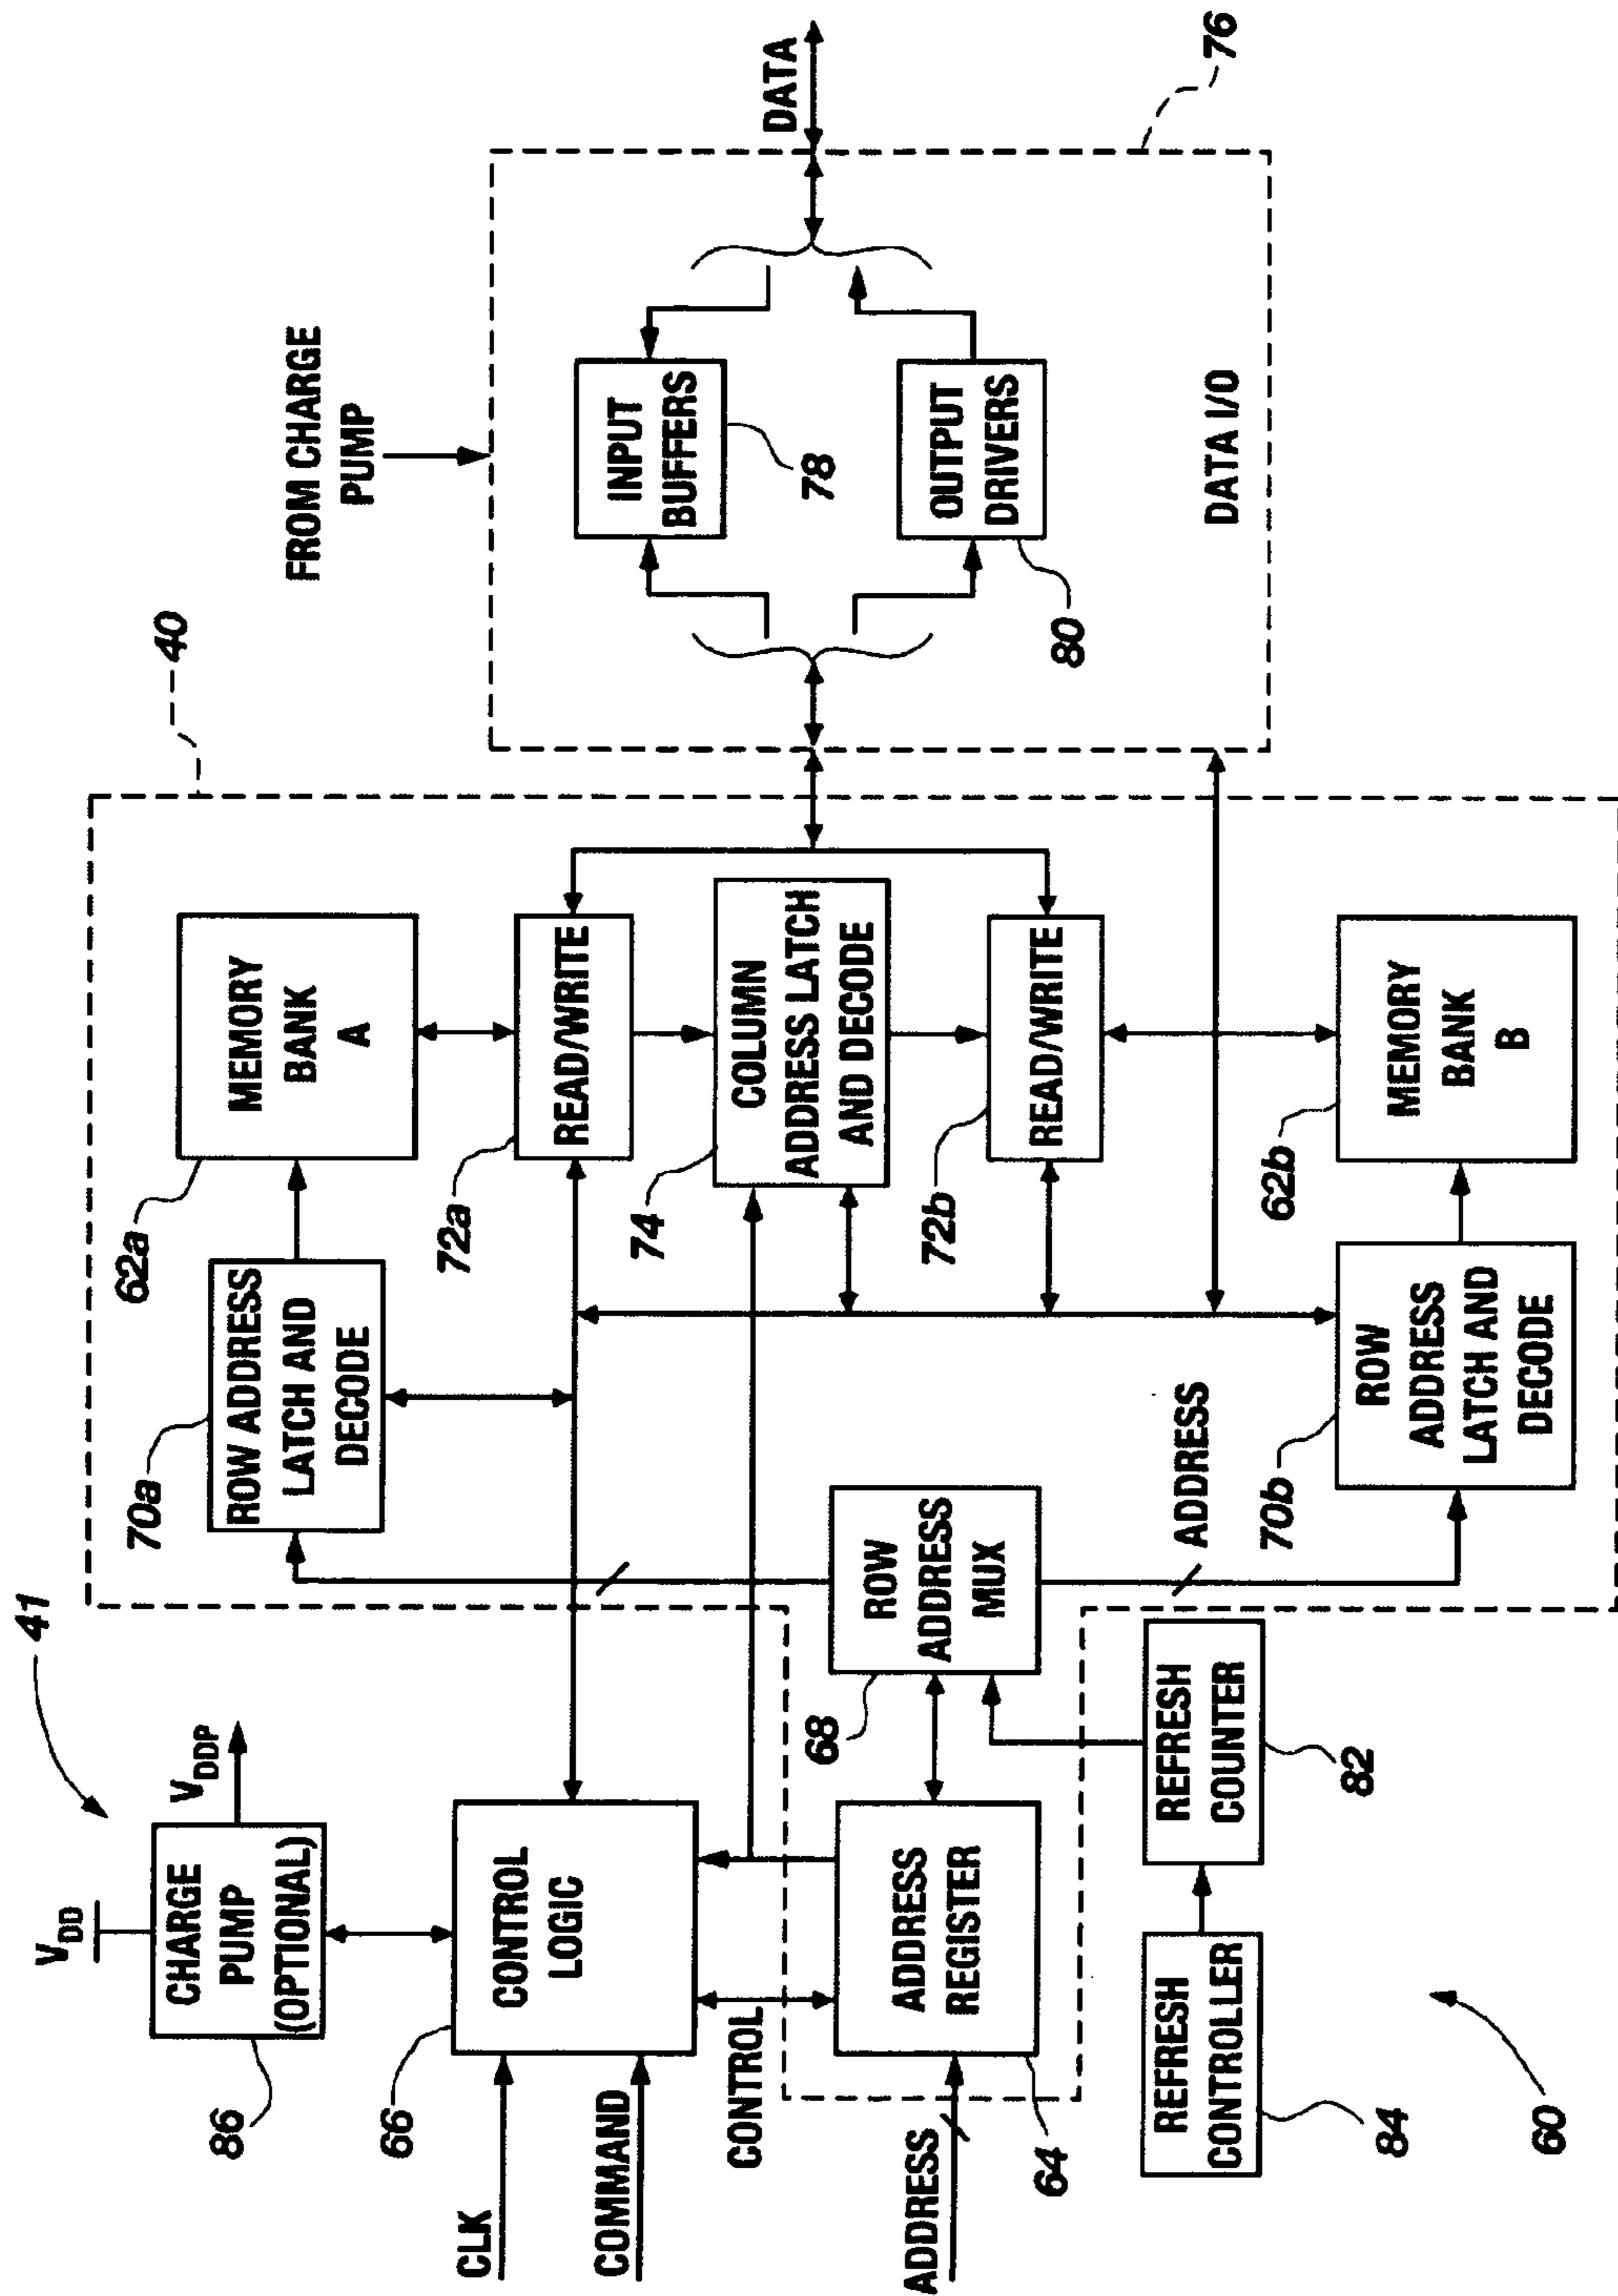 V_DD
CHARGE
PUMP
(OPTIONAL)
86
V_DDP
41
CLK
COMMAND
66
CONTROL
LOGIC
CONTROL
ADDRESS
64
ADDRESS
REGISTER
REFRESH
CONTROLLER
84
REFRESH
COUNTER
82
60
68
ROW
ADDRESS
MUX
ADDRESS
70a
ROW ADDRESS
LATCH AND
DECODE
70b
ROW
ADDRESS
LATCH AND
DECODE
62a
MEMORY
BANK
A
72a
READ/WRITE
74
COLUMN
ADDRESS LATCH
AND DECODE
72b
READ/WRITE
62b
MEMORY
BANK
B
40
FROM CHARGE
PUMP
INPUT
BUFFERS
78
OUTPUT
DRIVERS
80
DATA I/O
DATA
76